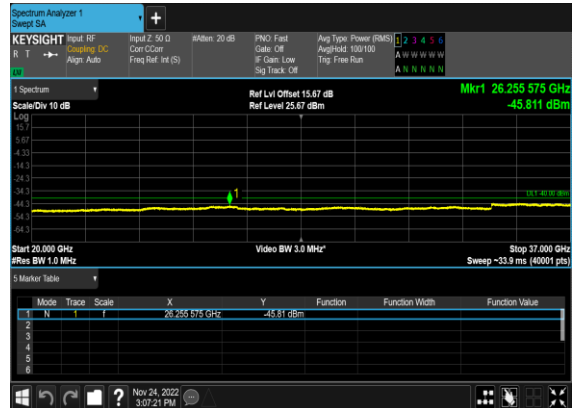 Spectrum Analyzer 1
Swept SA
+
KEYSIGHT Input: RF Input Z: 50 Ω #Atten: 20 dB PNO: Fast Avg Type: Power (RMS) 1 2 3 4 5 6
R T Coupling: DC Corr CCorr Gate: Off Avg|Hold: 100/100 A W W W W W
Align: Auto Freq Ref: Int (S) IF Gain: Low Trig: Free Run
Sig Track: Off A N N N N N
1 Spectrum Ref Lvl Offset 15.67 dB Mkr1 26.255 575 GHz
Scale/Div 10 dB Ref Level 25.67 dBm -45.811 dBm
Log
15.7
5.67
-4.33
-14.3
-24.3
-34.3 1 DL1 -40.00 dBm
-44.3
-54.3
-64.3
Start 20.000 GHz Video BW 3.0 MHz* Stop 37.000 GHz
#Res BW 1.0 MHz Sweep ~33.9 ms (40001 pts)
5 Marker Table
Mode Trace Scale X Y Function Function Width Function Value
1 N 1 f 26.255 575 GHz -45.81 dBm
2
3
4
5
6
? Nov 24, 2022
3:07:21 PM